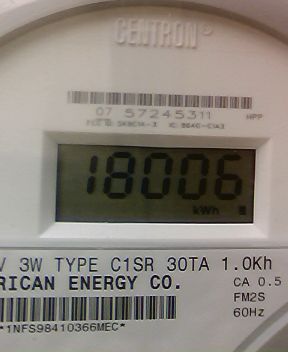 CENTRON®
07 57245311 HPP
18006
kWh
V 3W TYPE C1SR 30TA 1.0Kh
RICAN ENERGY CO. CA 0.5
FM2S
*1NFS98410366MEC* 60Hz